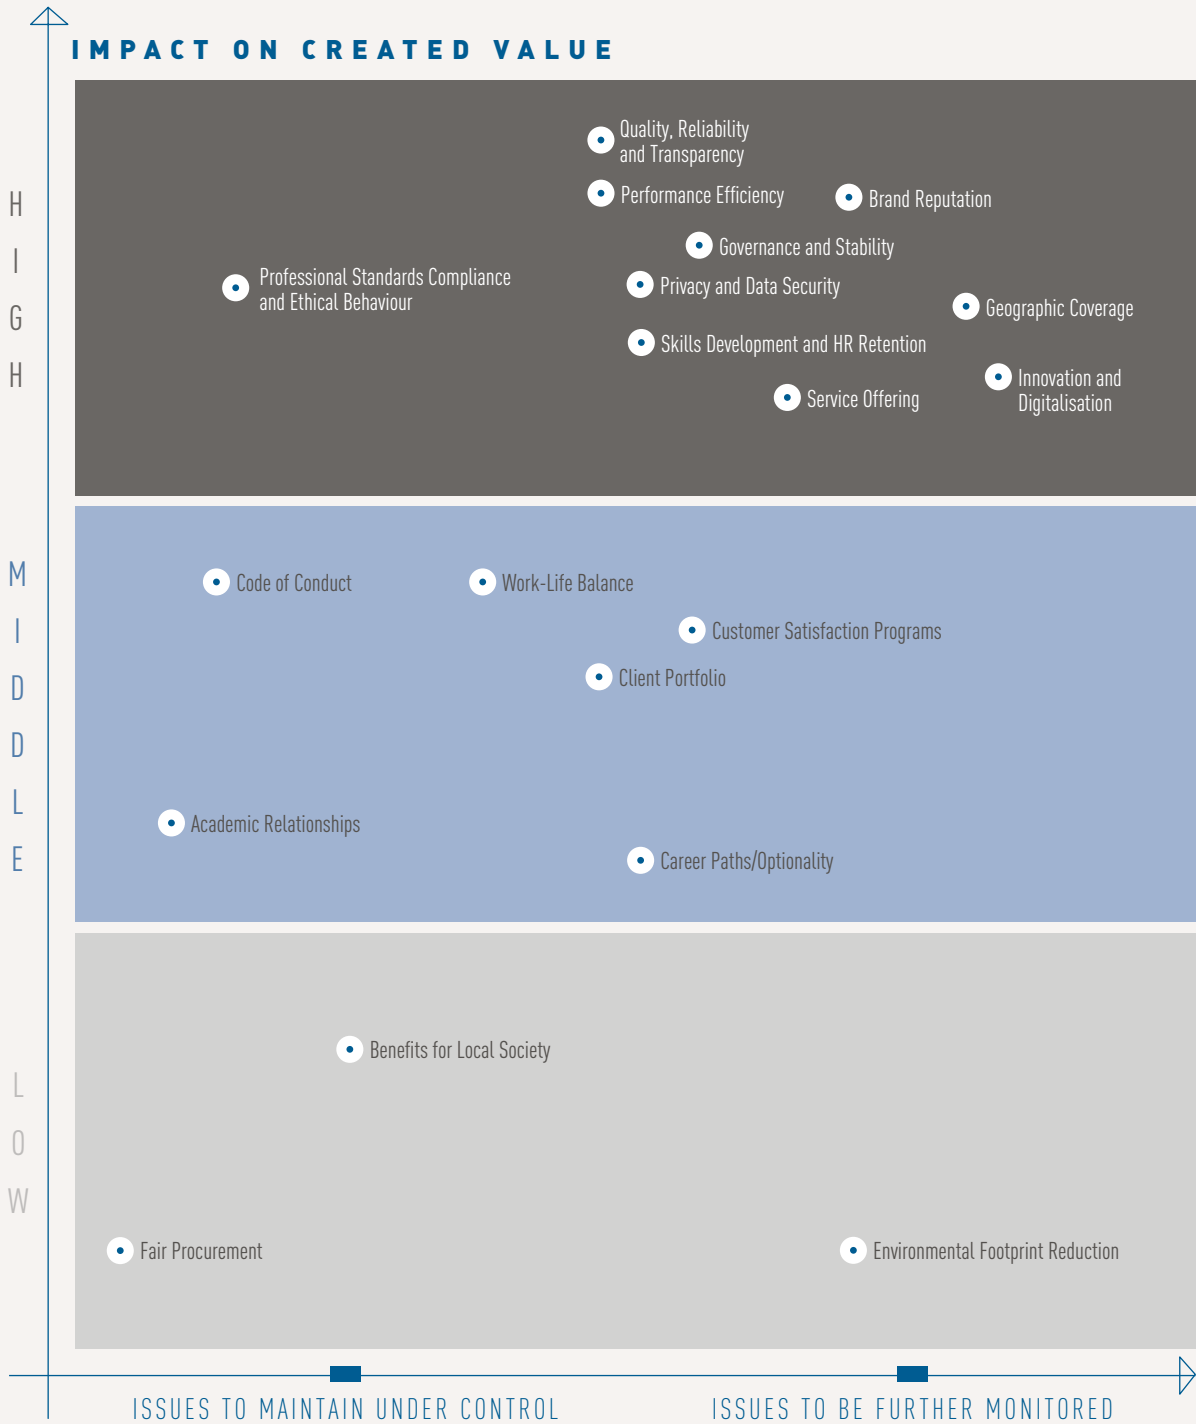 IMPACT ON CREATED VALUE
HIGH
Quality, Reliability
and Transparency
Performance Efficiency
Brand Reputation
Governance and Stability
Professional Standards Compliance
and Ethical Behaviour
Privacy and Data Security
Geographic Coverage
Skills Development and HR Retention
Innovation and
Digitalisation
Service Offering
MIDDLE
Code of Conduct
Work-Life Balance
Customer Satisfaction Programs
Client Portfolio
Academic Relationships
Career Paths/Optionality
LOW
Benefits for Local Society
Fair Procurement
Environmental Footprint Reduction
ISSUES TO MAINTAIN UNDER CONTROL
ISSUES TO BE FURTHER MONITORED